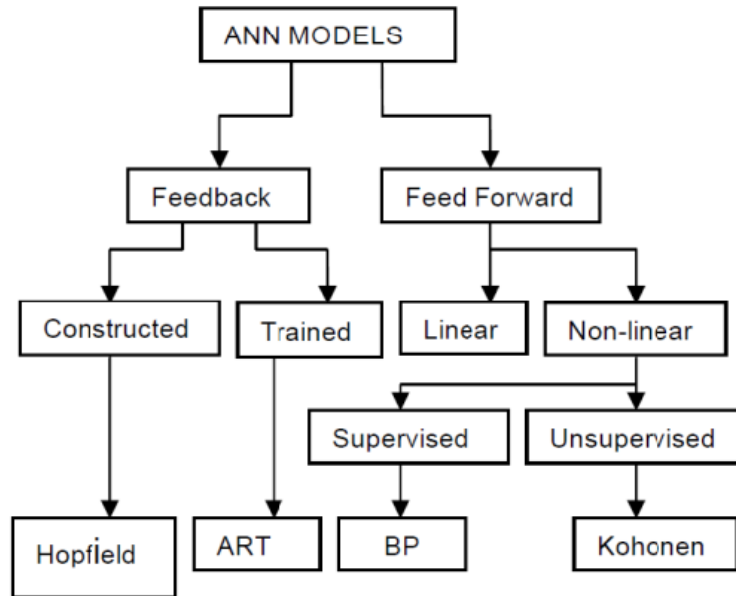 ANN MODELS
Feedback
Feed Forward
Constructed
Trained
Linear
Non-linear
Supervised
Unsupervised
Hopfield
ART
BP
Kohonen